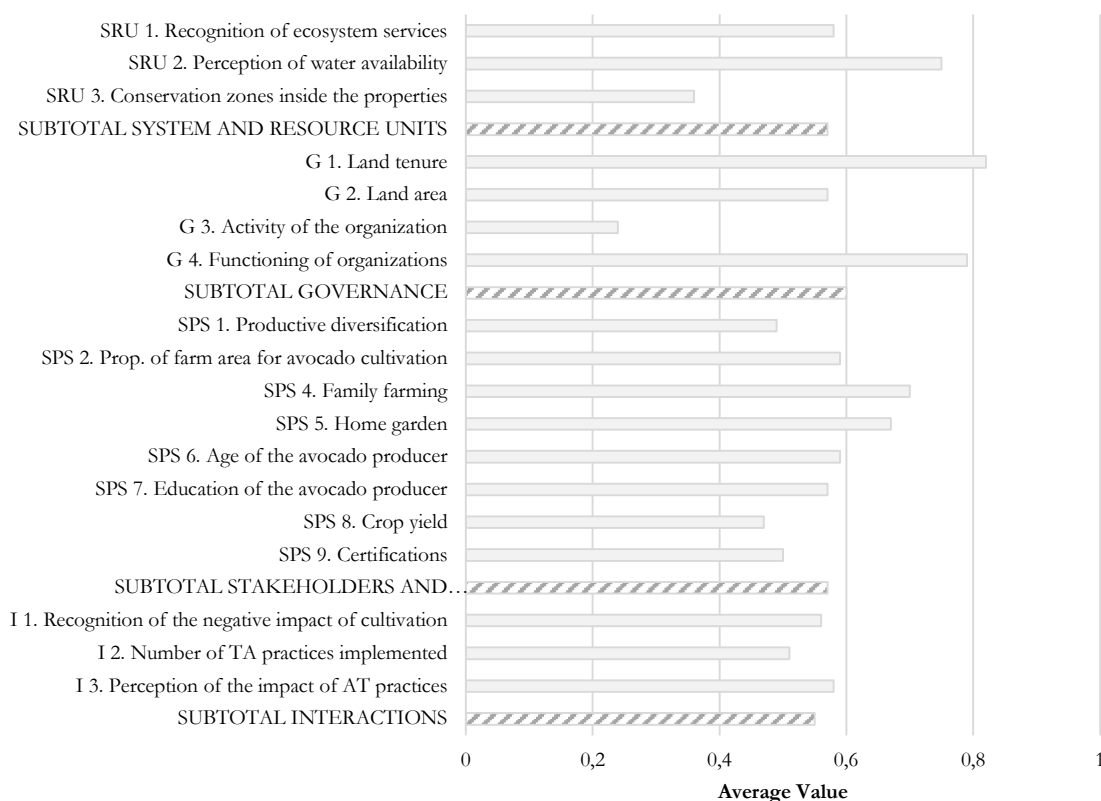 SRU 1. Recognition of ecosystem services
SRU 2. Perception of water availability
SRU 3. Conservation zones inside the properties
SUBTOTAL SYSTEM AND RESOURCE UNITS
G 1. Land tenure
G 2. Land area
G 3. Activity of the organization
G 4. Functioning of organizations
SUBTOTAL GOVERNANCE
SPS 1. Productive diversification
SPS 2. Prop. of farm area for avocado cultivation
SPS 4. Family farming
SPS 5. Home garden
SPS 6. Age of the avocado producer
SPS 7. Education of the avocado producer
SPS 8. Crop yield
SPS 9. Certifications
SUBTOTAL STAKEHOLDERS AND…
I 1. Recognition of the negative impact of cultivation
I 2. Number of TA practices implemented
I 3. Perception of the impact of AT practices
SUBTOTAL INTERACTIONS
0 0,2 0,4 0,6 0,8 1
Average Value